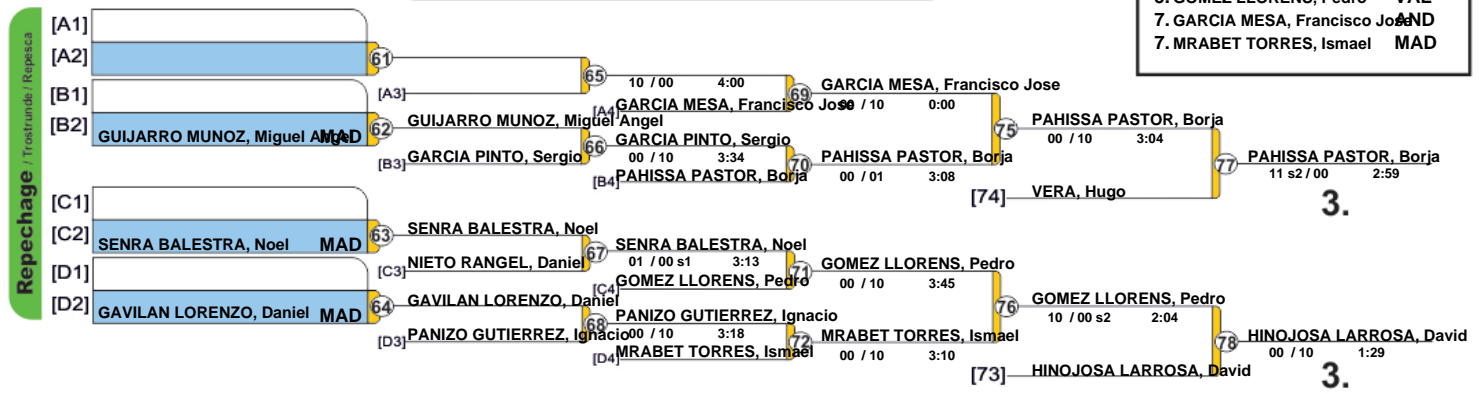 5. GOMEZ LLORENS, Pedro VAL
7. GARCIA MESA, Francisco Jose AND
7. MRABET TORRES, Ismael MAD
Repechage / Trostrunde / Repesca
[A1]
[A2]
61
[A3]
65
10 / 00 4:00
[A4] GARCIA MESA, Francisco Jose
69
GARCIA MESA, Francisco Jose
00 / 10 0:00
[B1]
[B2] GUIJARRO MUNOZ, Miguel Angel MAD
62
GUIJARRO MUNOZ, Miguel Angel
[B3] GARCIA PINTO, Sergio
66
GARCIA PINTO, Sergio
00 / 10 3:34
[B4] PAHISSA PASTOR, Borja
70
PAHISSA PASTOR, Borja
00 / 01 3:08
75
PAHISSA PASTOR, Borja
00 / 10 3:04
[74] VERA, Hugo
77
PAHISSA PASTOR, Borja
11 s2 / 00 2:59
3.
[C1]
[C2] SENRA BALESTRA, Noel MAD
63
SENRA BALESTRA, Noel
[C3] NIETO RANGEL, Daniel
67
SENRA BALESTRA, Noel
01 / 00 s1 3:13
[C4] GOMEZ LLORENS, Pedro
71
GOMEZ LLORENS, Pedro
00 / 10 3:45
[D1]
[D2] GAVILAN LORENZO, Daniel MAD
64
GAVILAN LORENZO, Daniel
[D3] PANIZO GUTIERREZ, Ignacio
68
PANIZO GUTIERREZ, Ignacio
00 / 10 3:18
[D4] MRABET TORRES, Ismael
72
MRABET TORRES, Ismael
00 / 10 3:10
76
GOMEZ LLORENS, Pedro
10 / 00 s2 2:04
[73] HINOJOSA LARROSA, David
78
HINOJOSA LARROSA, David
00 / 10 1:29
3.